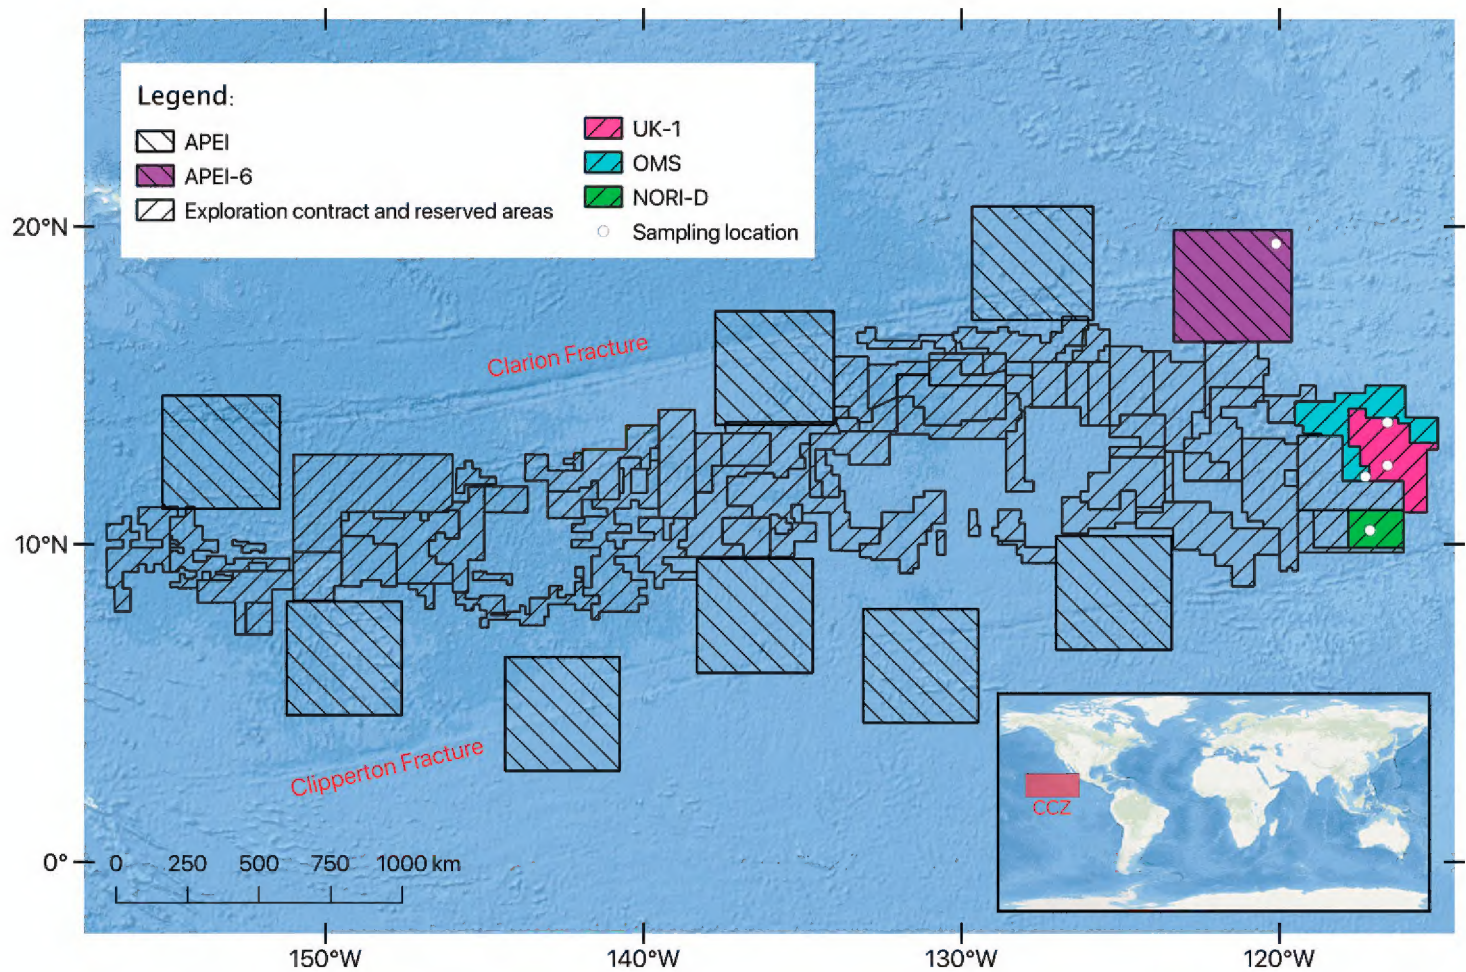 Legend:
APEI
APEI-6
Exploration contract and reserved areas
UK-1
OMS
NORI-D
Sampling location
20°N
10°N
0°
Clarion Fracture
Clipperton Fracture
0 250 500 750 1000 km
CCZ
150°W 140°W 130°W 120°W